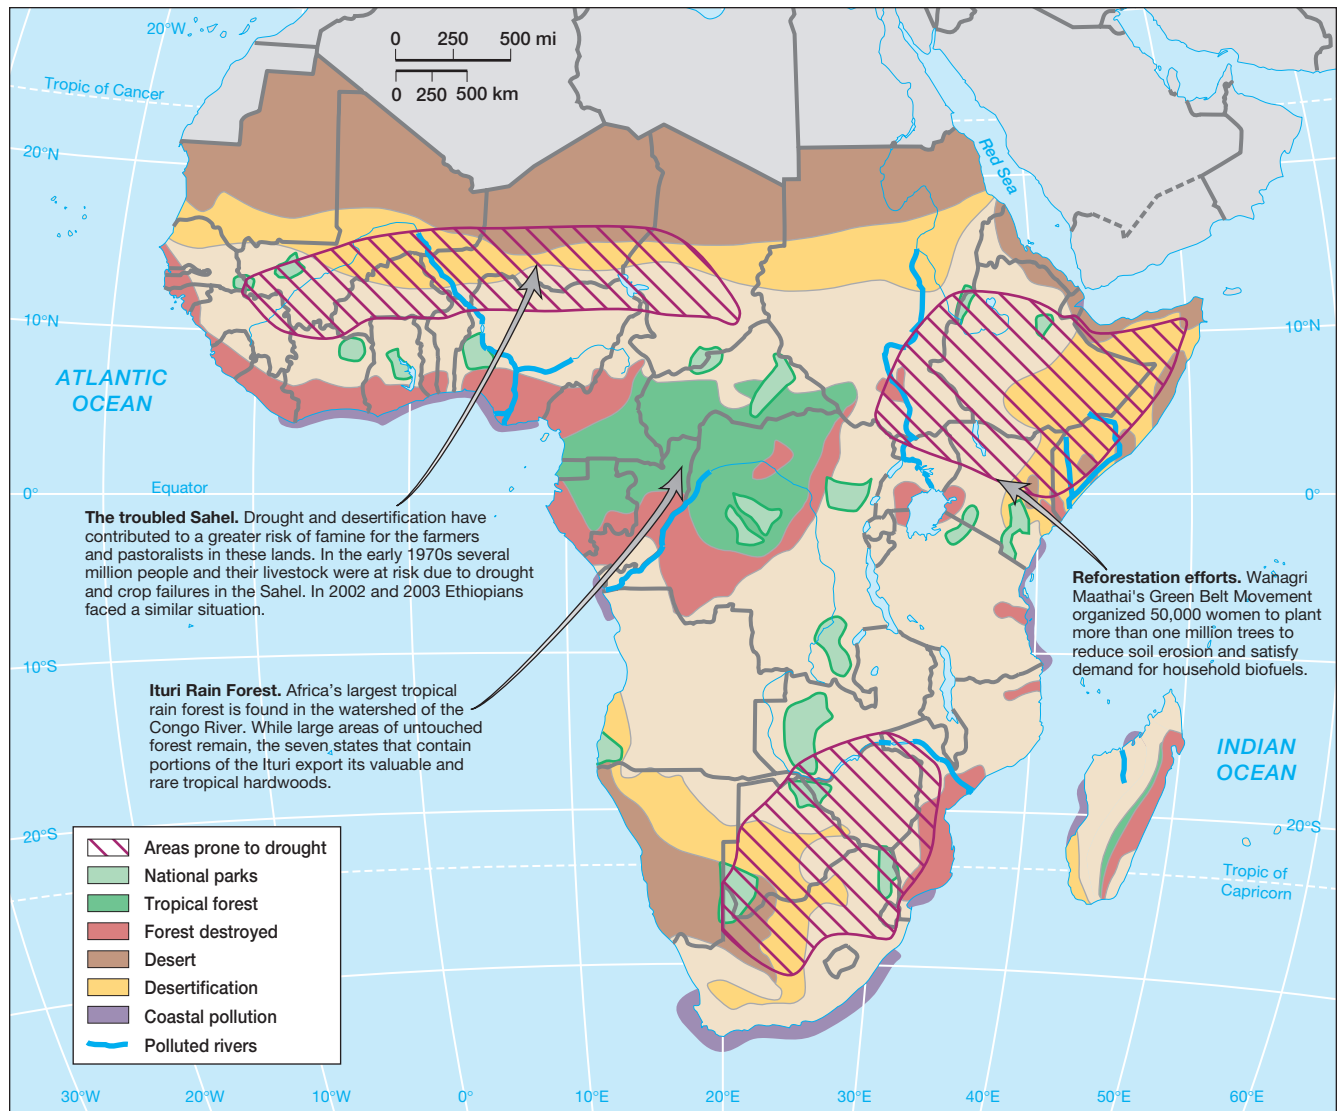 20°W
0 250 500 mi
0 250 500 km
Tropic of Cancer
20°N
Red Sea
10°N
10°N
ATLANTIC
OCEAN
0°
Equator
0°
The troubled Sahel. Drought and desertification have
contributed to a greater risk of famine for the farmers
and pastoralists in these lands. In the early 1970s several
million people and their livestock were at risk due to drought
and crop failures in the Sahel. In 2002 and 2003 Ethiopians
faced a similar situation.
Reforestation efforts. Wanagri
Maathai's Green Belt Movement
organized 50,000 women to plant
more than one million trees to
reduce soil erosion and satisfy
demand for household biofuels.
10°S
Ituri Rain Forest. Africa's largest tropical
rain forest is found in the watershed of the
Congo River. While large areas of untouched
forest remain, the seven states that contain
portions of the Ituri export its valuable and
rare tropical hardwoods.
INDIAN
OCEAN
20°S
20°S
Tropic of
Capricorn
Areas prone to drought
National parks
Tropical forest
Forest destroyed
Desert
Desertification
Coastal pollution
Polluted rivers
30°W 20°W 10°W 0° 10°E 20°E 30°E 40°E 50°E 60°E